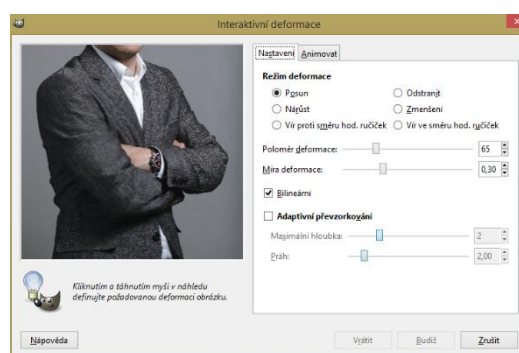 Interaktivní deformace
Nastavení Animovat
Režim deformace
Posun Odstranit
Nárůst Zmenšení
Vír proti směru hod. ručiček Vír ve směru hod. ručiček
Poloměr deformace: 65
Míra deformace: 0,30
Bilineární
Adaptivní převzorkování
Maximální hloubka: 2
Práh: 2,00
Kliknutím a táhnutím myši v náhledu
definujte požadovanou deformaci obrázku.
Nápověda Vrátit Budiž Zrušit